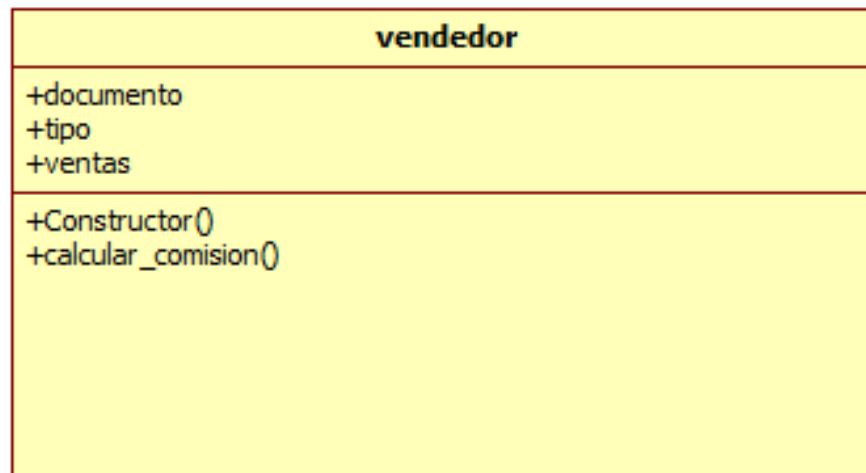 vendedor
+documento
+tipo
+ventas
+Constructor()
+calcular_comision()